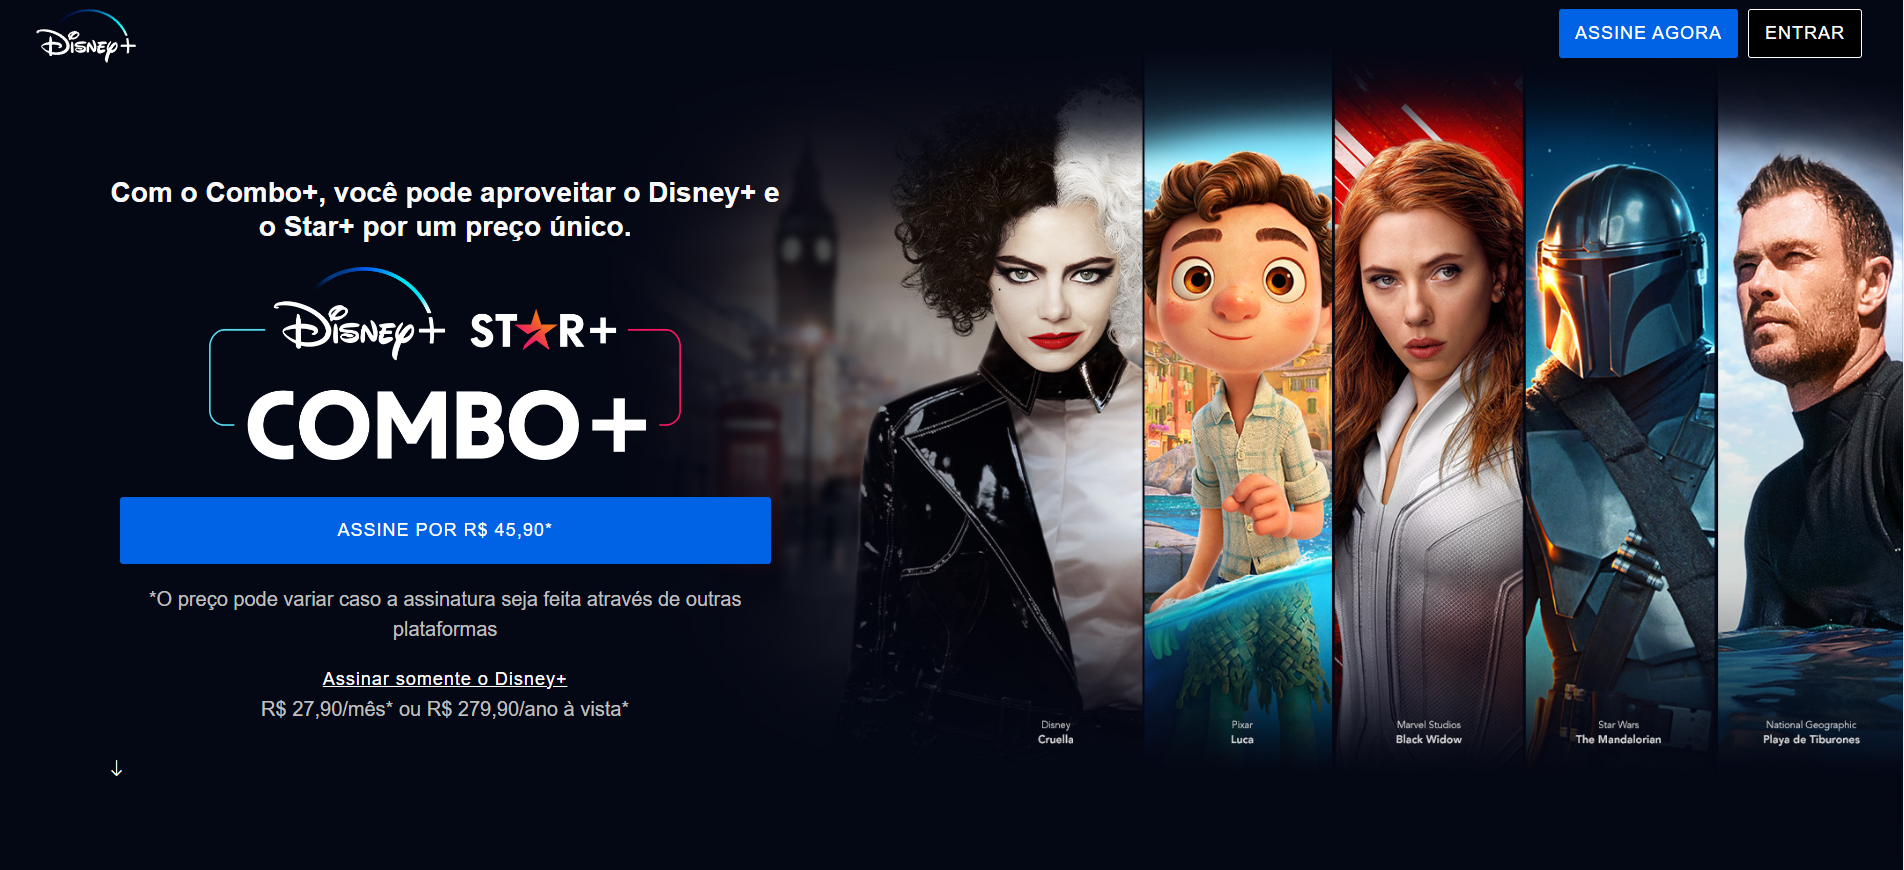 Disney+
ASSINE AGORA
ENTRAR
Com o Combo+, você pode aproveitar o Disney+ e
o Star+ por um preço único.
Disney+ STAR+
COMBO+
ASSINE POR R$ 45,90*
*O preço pode variar caso a assinatura seja feita através de outras
plataformas
Assinar somente o Disney+
R$ 27,90/mês* ou R$ 279,90/ano à vista*
Disney
Cruella
Pixar
Luca
Marvel Studios
Black Widow
Star Wars
The Mandalorian
National Geographic
Playa de Tiburones